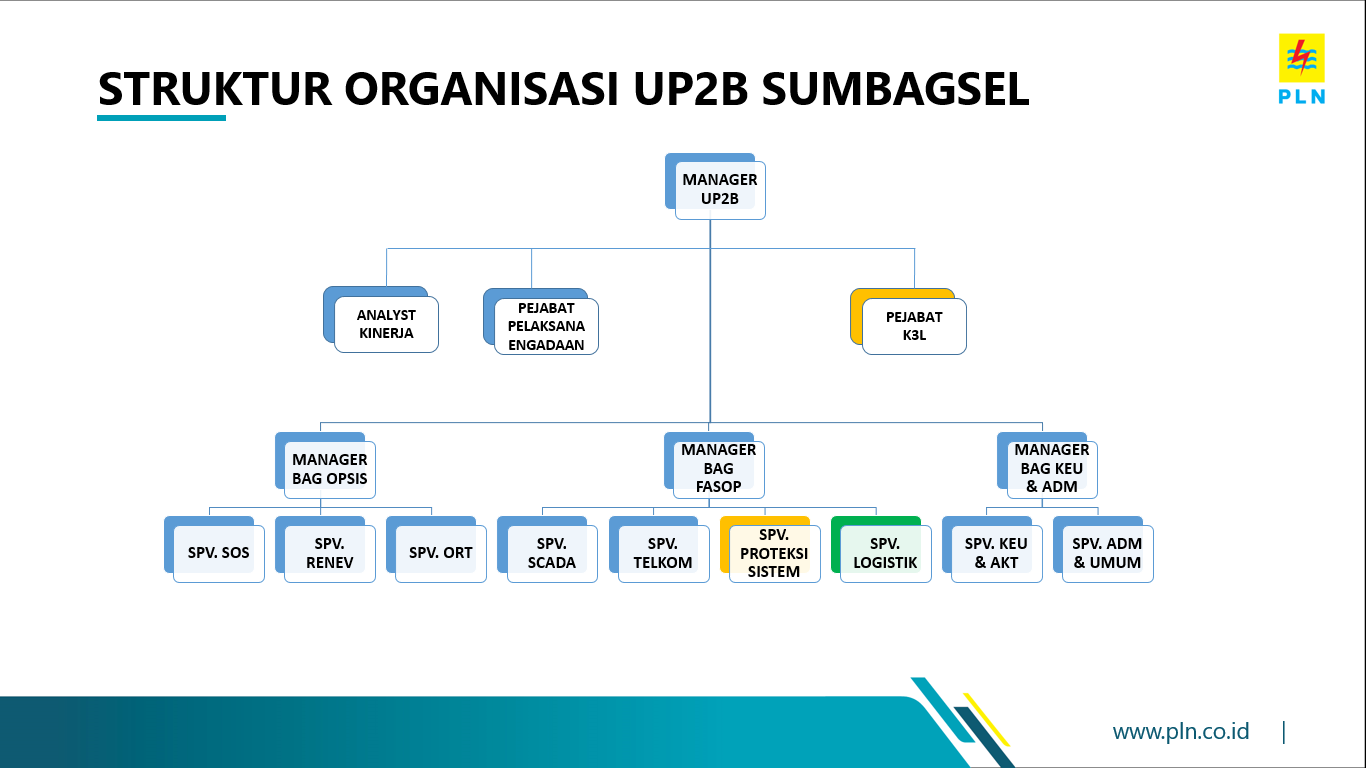 STRUKTUR ORGANISASI UP2B SUMBAGSEL
PLN
MANAGER
UP2B
ANALYST
KINERJA
PEJABAT
PELAKSANA
ENGADAAN
PEJABAT
K3L
MANAGER
BAG OPSIS
MANAGER
BAG
FASOP
MANAGER
BAG KEU
& ADM
SPV. SOS
SPV.
RENEV
SPV. ORT
SPV.
SCADA
SPV.
TELKOM
SPV.
PROTEKSI
SISTEM
SPV.
LOGISTIK
SPV. KEU
& AKT
SPV. ADM
& UMUM
www.pln.co.id |